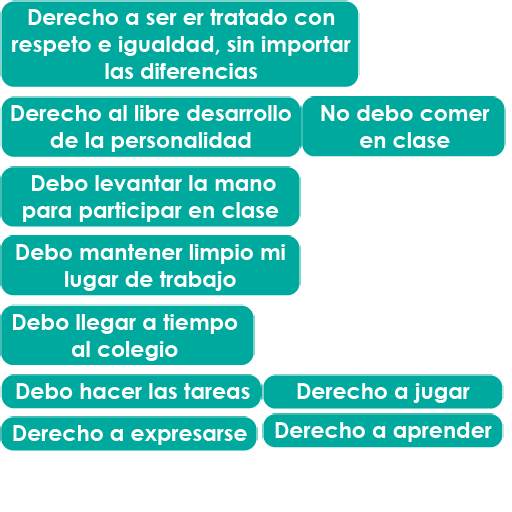 Derecho a ser er tratado con
respeto e igualdad, sin importar
las diferencias
Derecho al libre desarrollo
de la personalidad
No debo comer
en clase
Debo levantar la mano
para participar en clase
Debo mantener limpio mi
lugar de trabajo
Debo llegar a tiempo
al colegio
Debo hacer las tareas
Derecho a jugar
Derecho a expresarse
Derecho a aprender